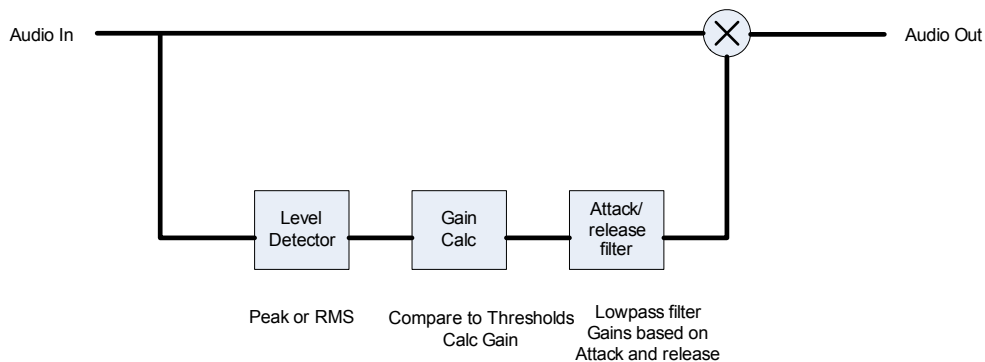 Audio In
Audio Out
Level
Detector
Gain
Calc
Attack/
release
filter
Peak or RMS
Compare to Thresholds
Calc Gain
Lowpass filter
Gains based on
Attack and release